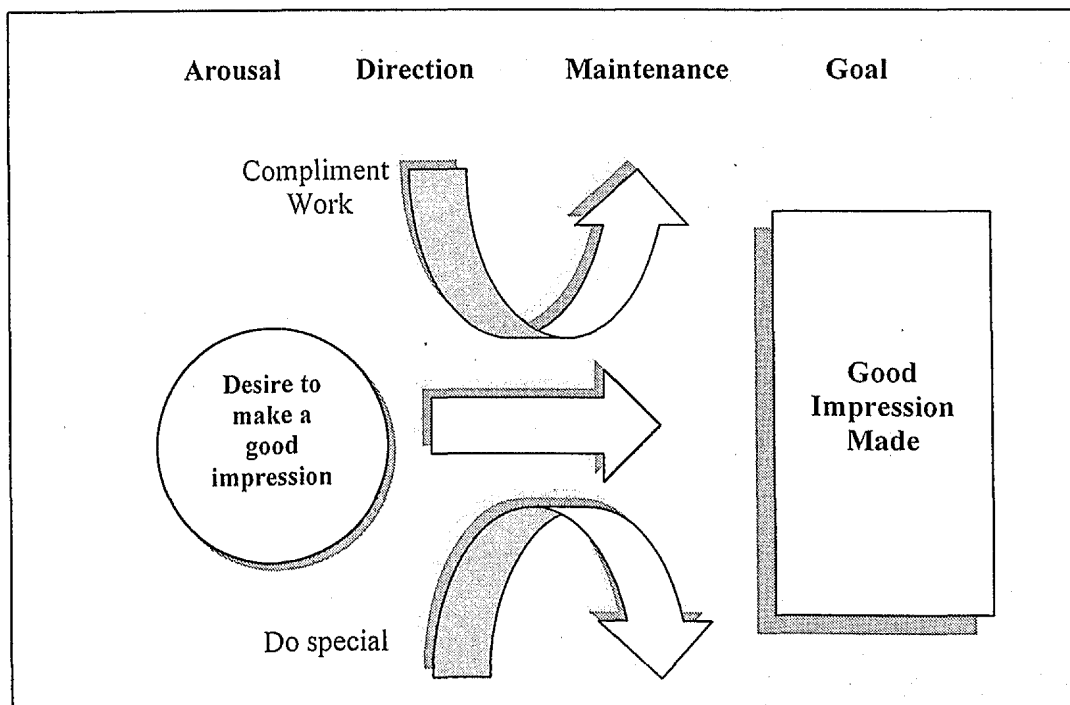 Arousal Direction Maintenance Goal
Compliment
Work
Desire to
make a
good
impression
Good
Impression
Made
Do special